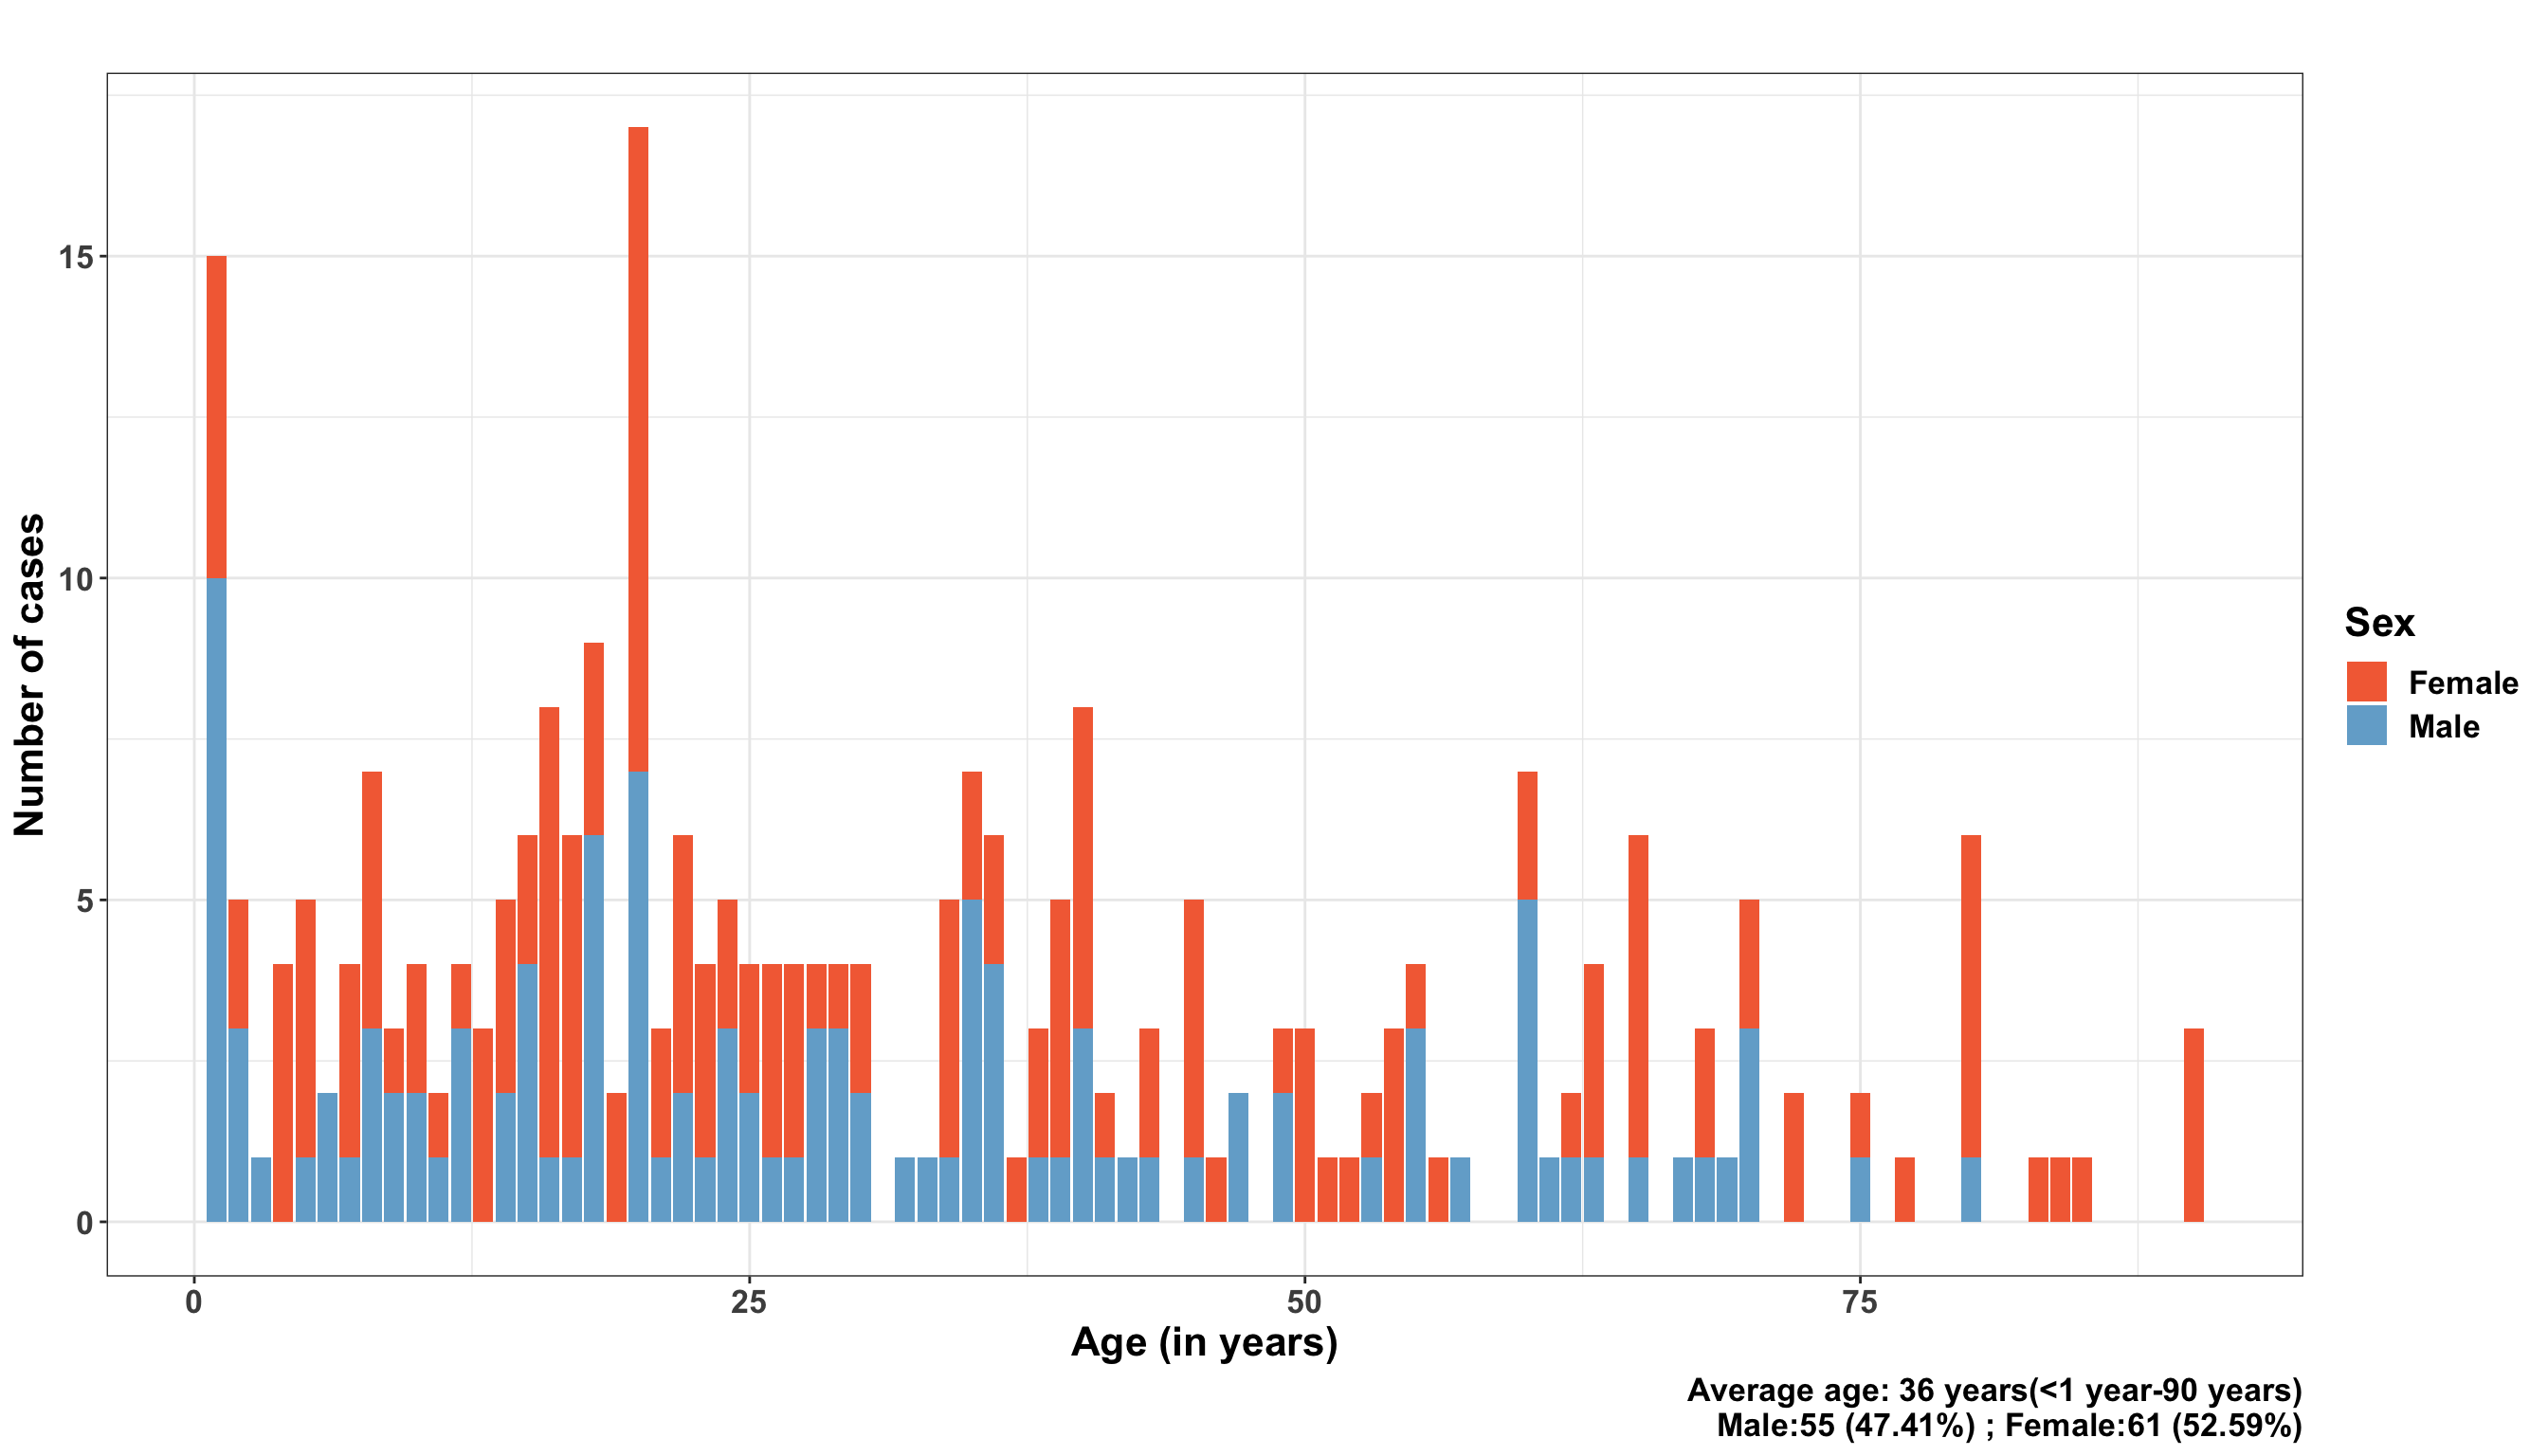 Number of cases
15
10
5
0
0 25 50 75
Age (in years)
Sex
Female
Male
Average age: 36 years(<1 year-90 years)
Male:55 (47.41%) ; Female:61 (52.59%)